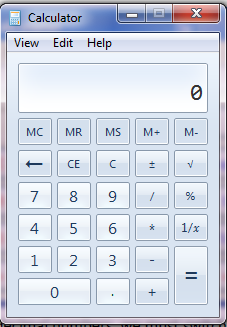 Calculator
View Edit Help
0
MC MR MS M+ M-
← CE C ± √
7 8 9 / %
4 5 6 * 1/x
1 2 3 - =
0 . +